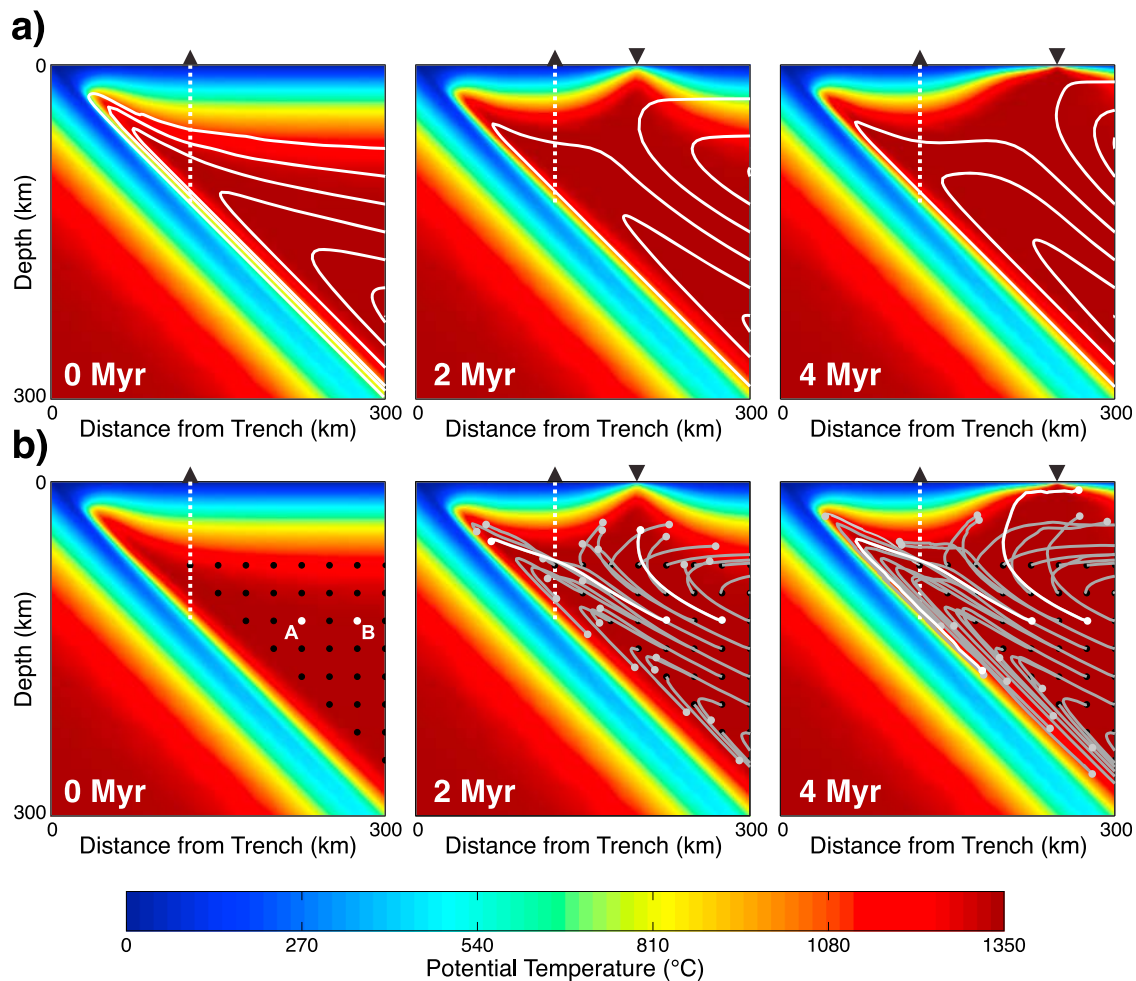 a)
0
Depth (km)
300
0 Myr
2 Myr
4 Myr
0
300
0
300
0
300
Distance from Trench (km)
Distance from Trench (km)
Distance from Trench (km)
b)
0
Depth (km)
300
A
B
0 Myr
2 Myr
4 Myr
0
300
0
300
0
300
Distance from Trench (km)
Distance from Trench (km)
Distance from Trench (km)
0
270
540
810
1080
1350
Potential Temperature (°C)